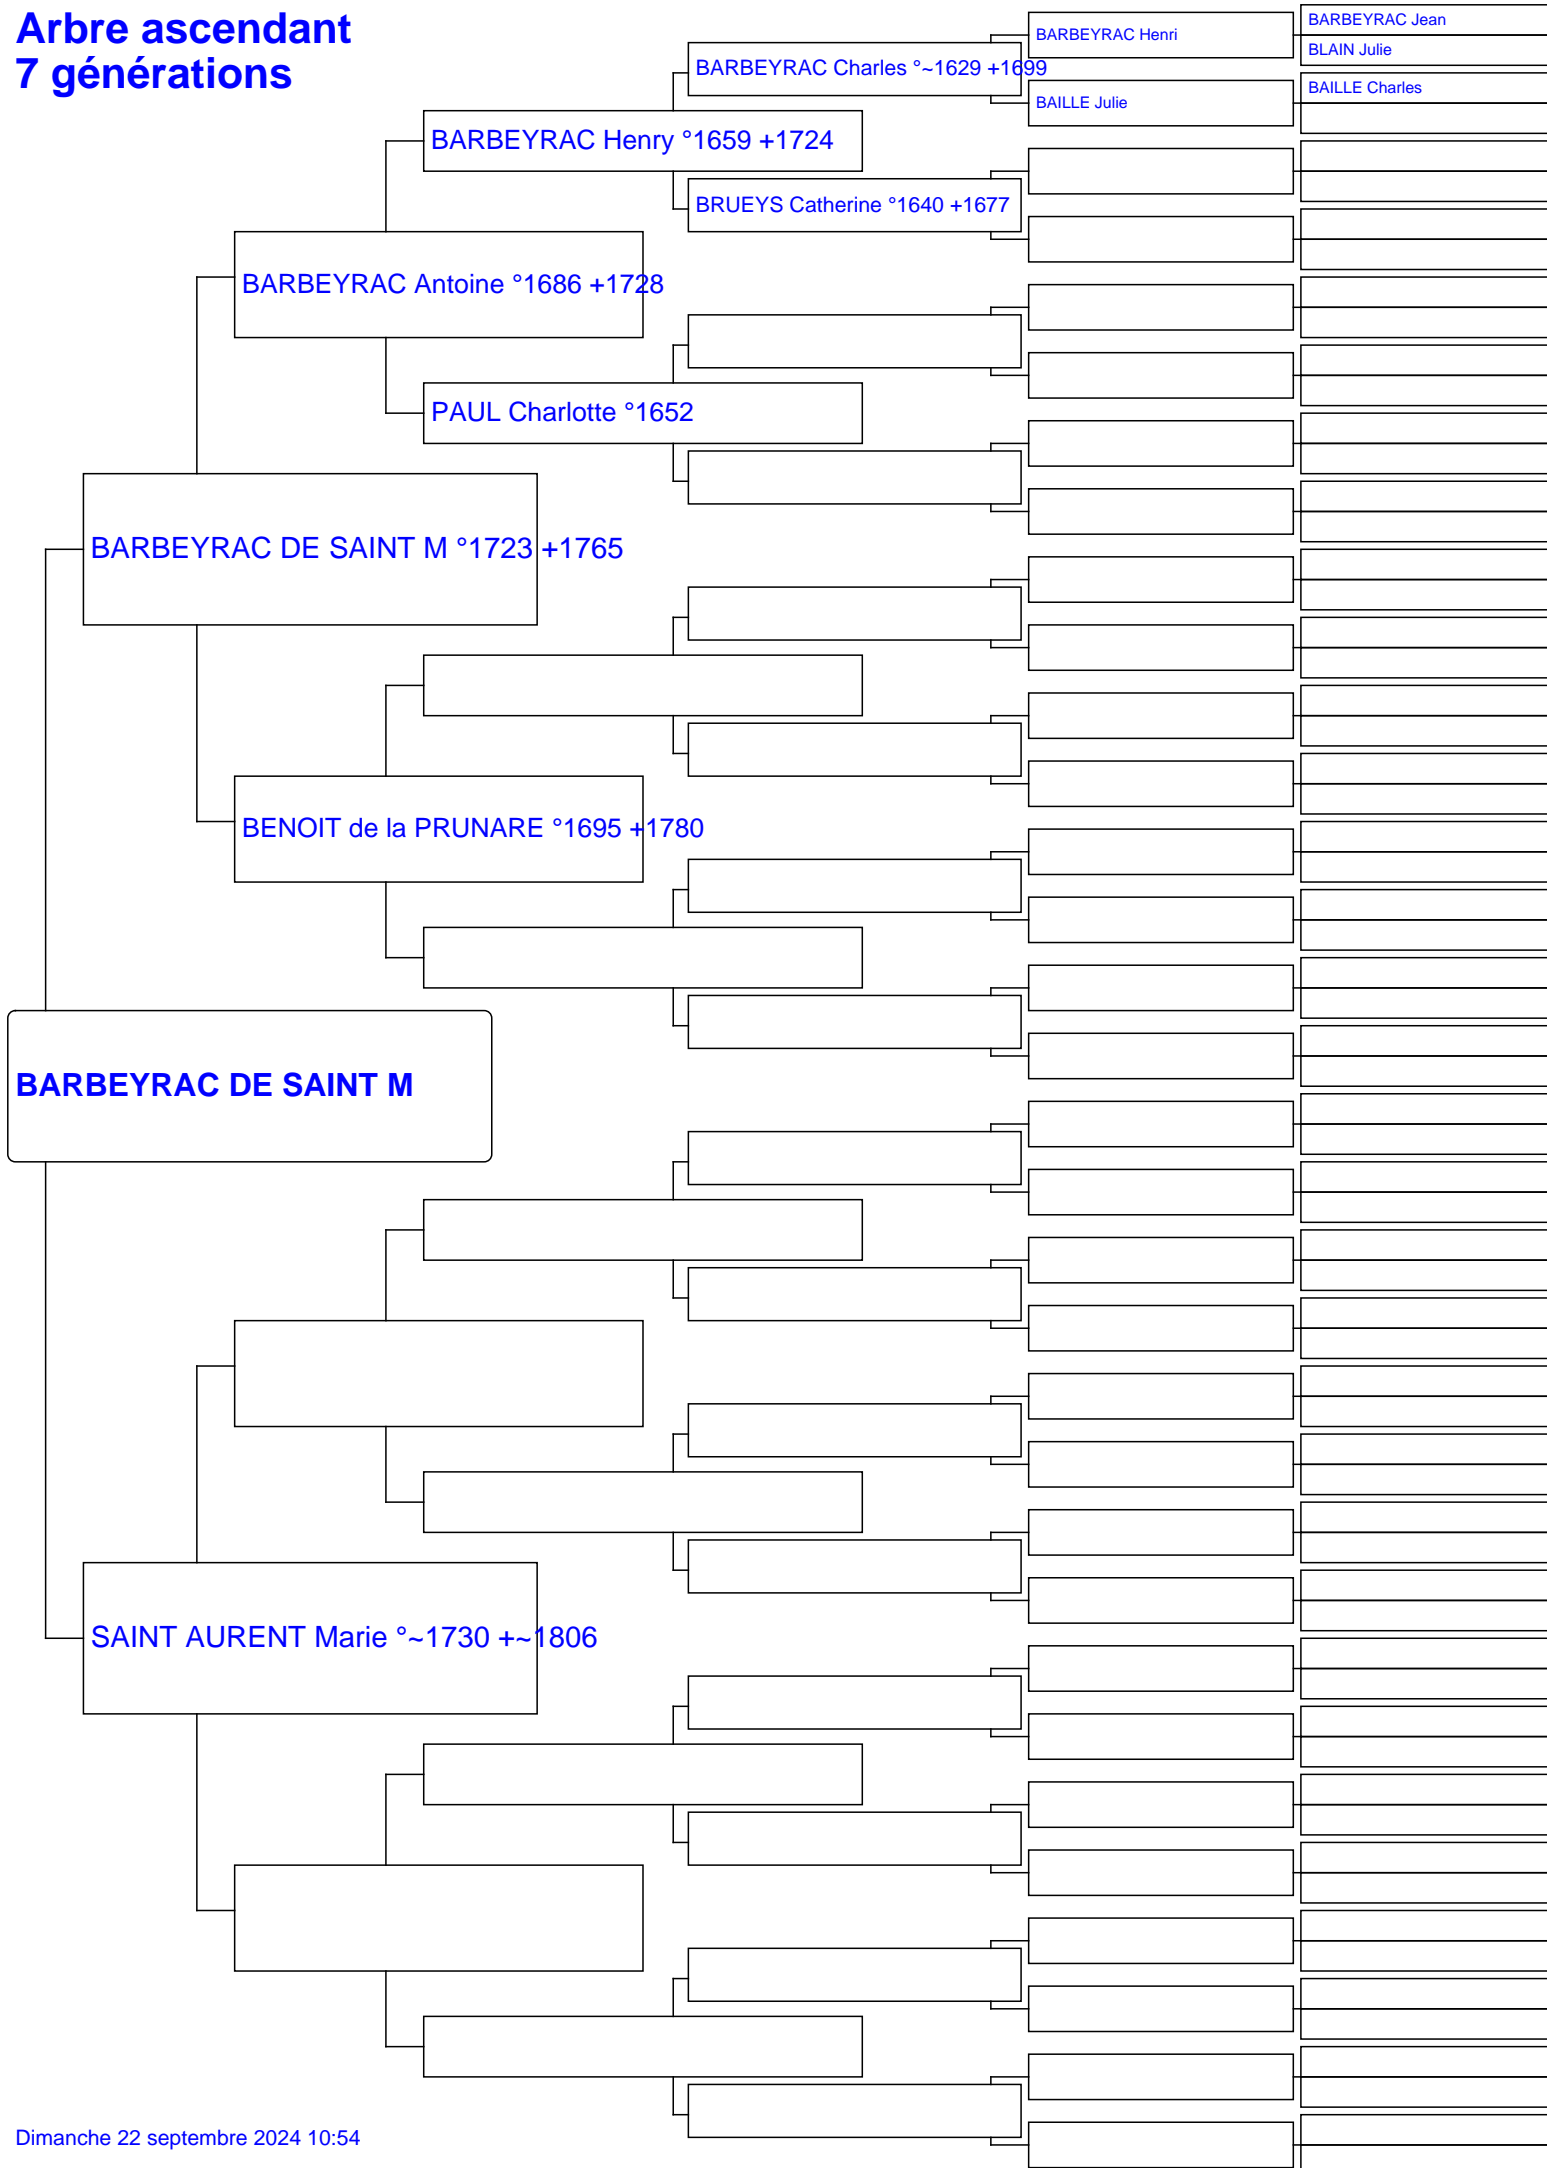 Arbre ascendant
7 générations
BARBEYRAC Jean
BARBEYRAC Henri
BLAIN Julie
BARBEYRAC Charles °~1629 +1699
BAILLE Charles
BAILLE Julie
BARBEYRAC Henry °1659 +1724
BRUEYS Catherine °1640 +1677
BARBEYRAC Antoine °1686 +1728
PAUL Charlotte °1652
BARBEYRAC DE SAINT M °1723 +1765
BENOIT de la PRUNARE °1695 +1780
BARBEYRAC DE SAINT M
SAINT AURENT Marie °~1730 +~1806
Dimanche 22 septembre 2024 10:54